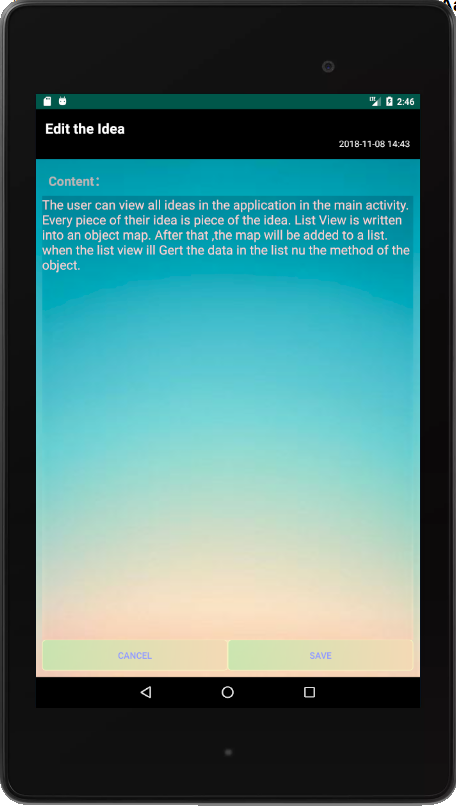 2:46
Edit the Idea
2018-11-08 14:43
Content:
The user can view all ideas in the application in the main activity.
Every piece of their idea is piece of the idea. List View is written
into an object map. After that ,the map will be added to a list.
when the list view ill Gert the data in the list nu the method of the
object.
CANCEL SAVE